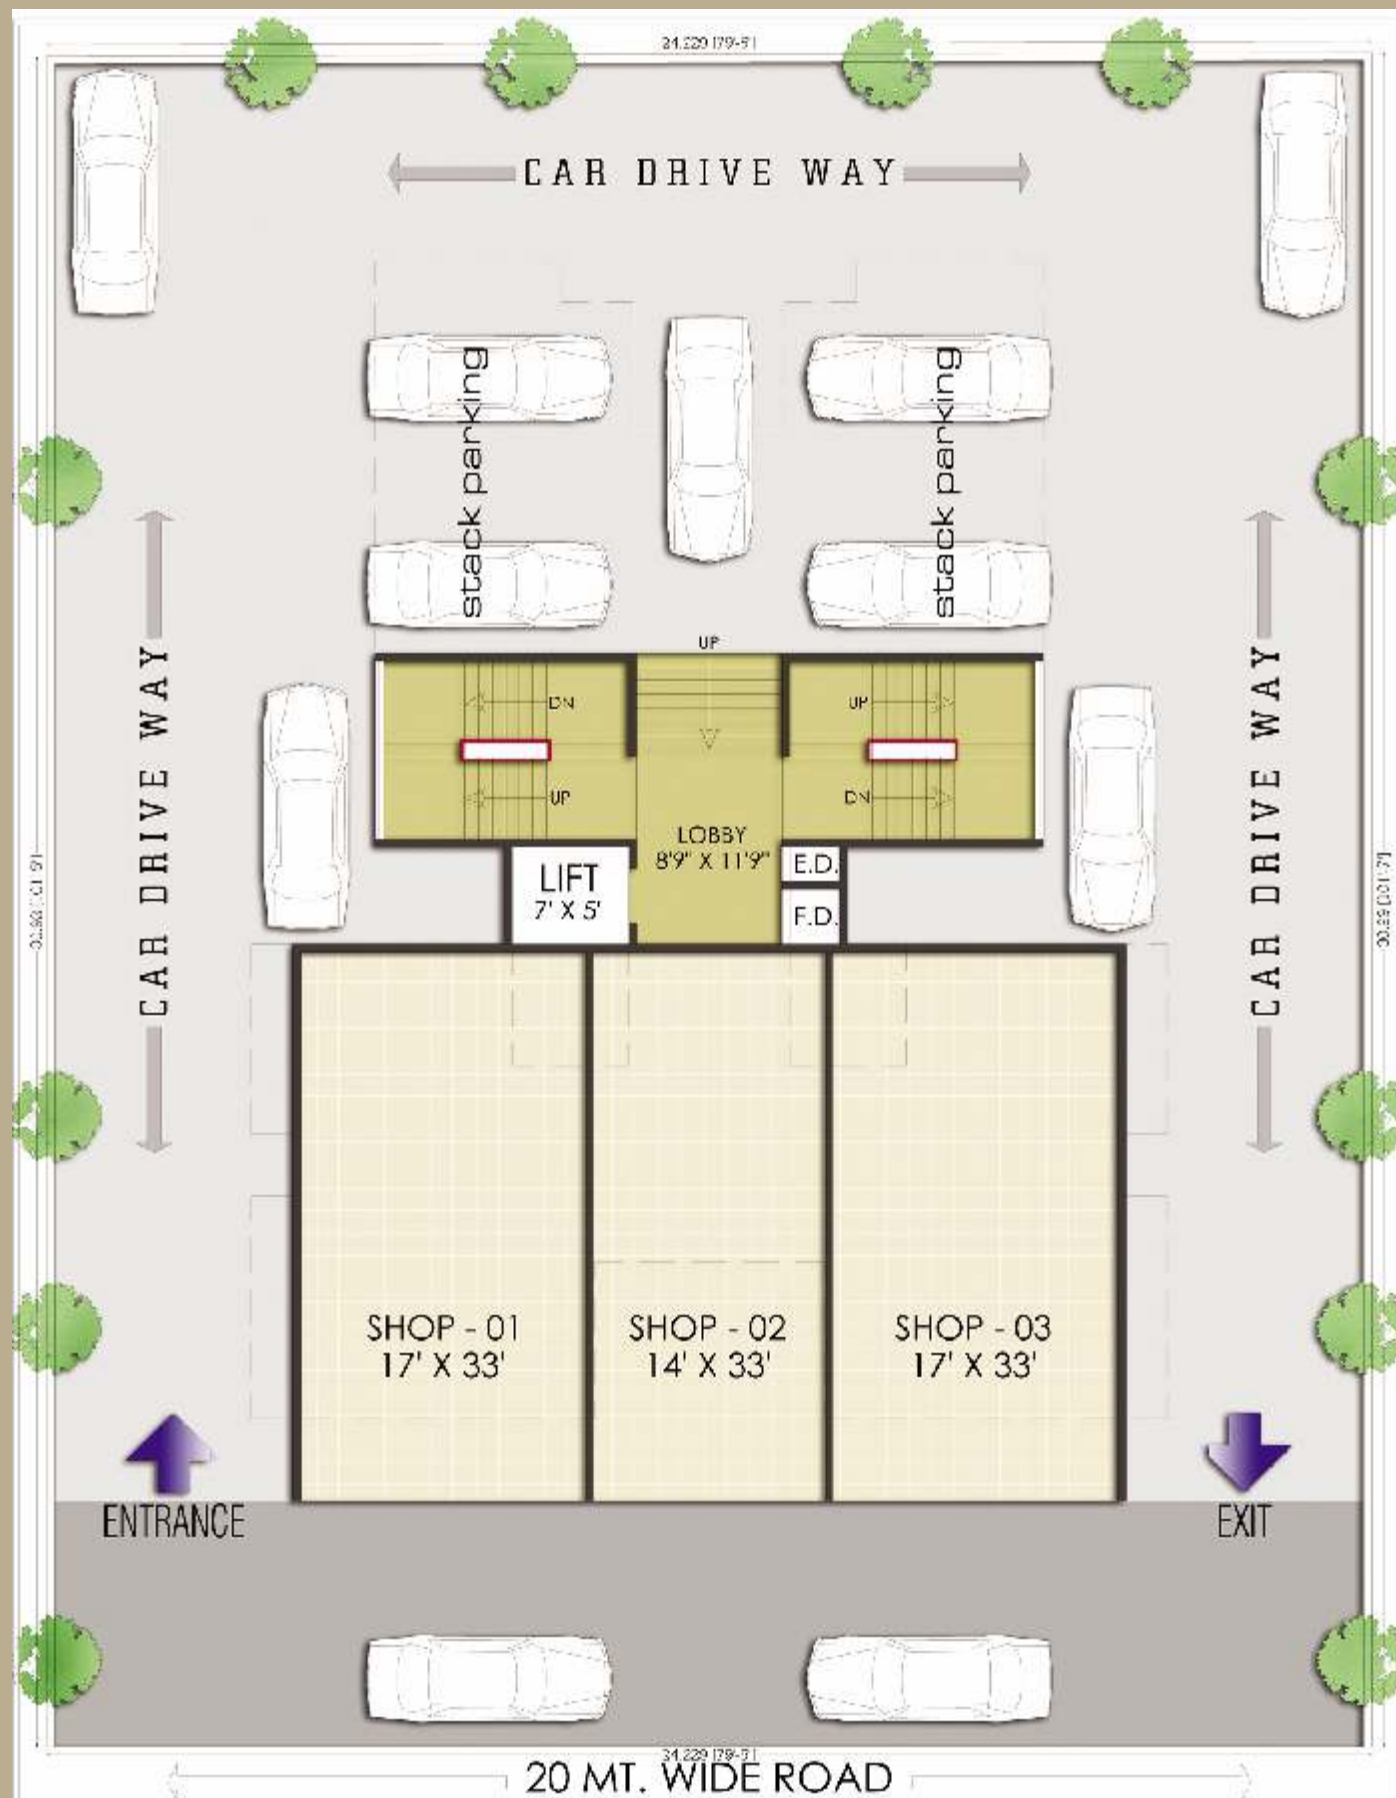 CAR DRIVE WAY
stack parking
stack parking
UP
DN
UP
UP
DN
LOBBY
8'9" X 11'9"
LIFT
7' X 5'
E.D.
F.D.
CAR DRIVE WAY
CAR DRIVE WAY
SHOP - 01
17' X 33'
SHOP - 02
14' X 33'
SHOP - 03
17' X 33'
ENTRANCE
EXIT
20 MT. WIDE ROAD